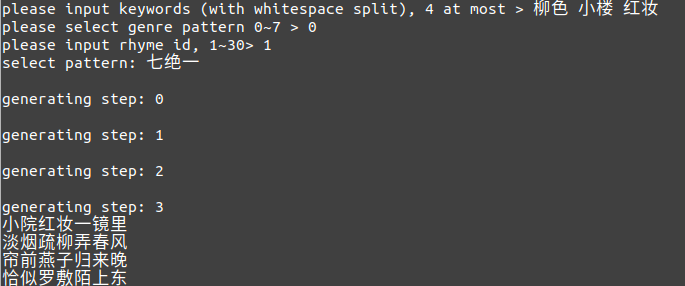 please input keywords (with whitespace split), 4 at most > 柳色 小楼 红妆
please select genre pattern 0~7 > 0
please input rhyme id, 1~30> 1
select pattern: 七绝一
generating step: 0
generating step: 1
generating step: 2
generating step: 3
小院红妆一镜里
淡烟疏柳弄春风
帘前燕子归来晚
恰似罗敷陌上东